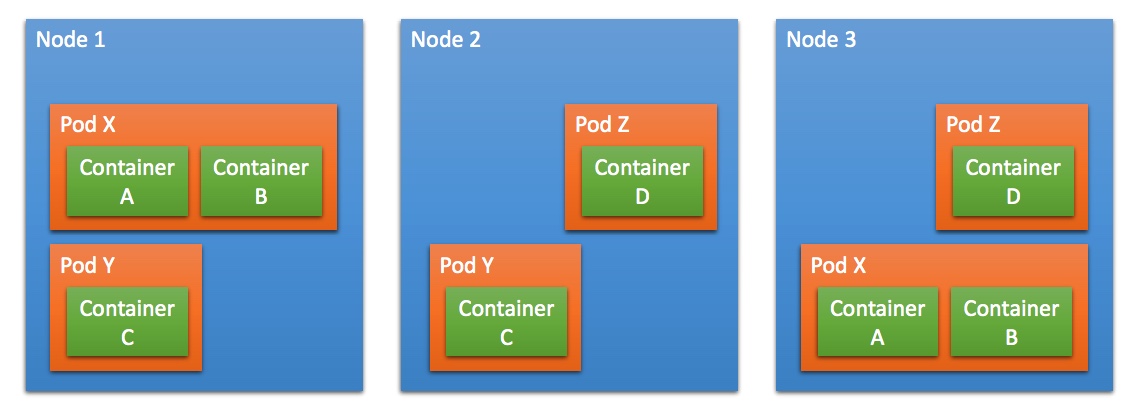 Node 1
Pod X
Container
A
Container
B
Pod Y
Container
C
Node 2
Pod Z
Container
D
Pod Y
Container
C
Node 3
Pod Z
Container
D
Pod X
Container
A
Container
B